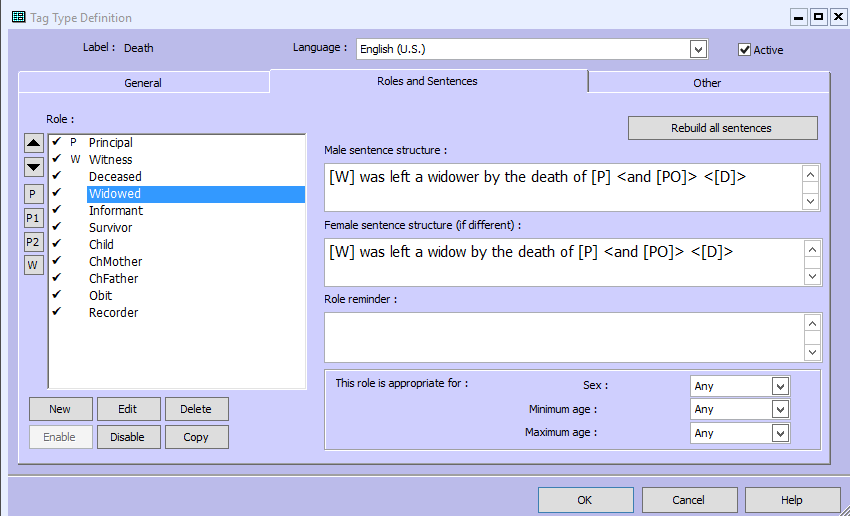 Tag Type Definition
Label : Death
Language : English (U.S.)
Active
General
Roles and Sentences
Other
Role :
Rebuild all sentences
P Principal
W Witness
Deceased
Widowed
Informant
Survivor
Child
ChMother
ChFather
Obit
Recorder
P
P1
P2
W
Male sentence structure :
[W] was left a widower by the death of [P] <and [PO]> <[D]>
Female sentence structure (if different) :
[W] was left a widow by the death of [P] <and [PO]> <[D]>
Role reminder :
This role is appropriate for :
Sex : Any
Minimum age : Any
Maximum age : Any
New Edit Delete
Enable Disable Copy
OK Cancel Help